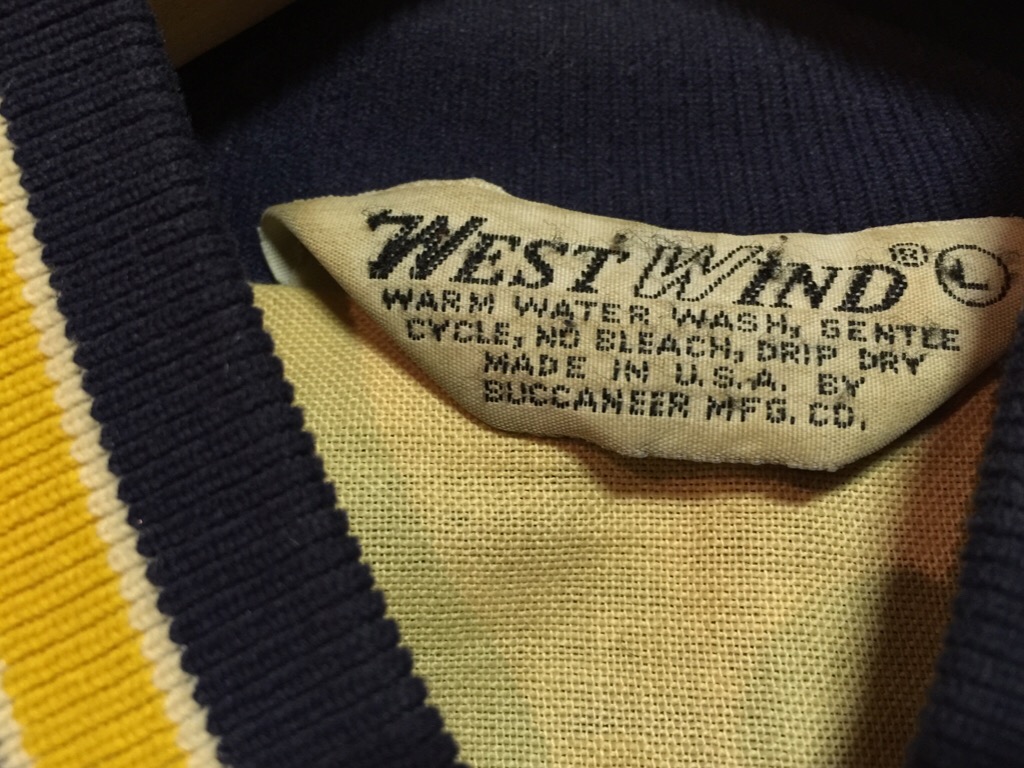 WEST WIND® L
WARM WATER WASH, GENTLE
CYCLE, NO BLEACH, DRIP DRY
MADE IN U.S.A. BY
BUCCANEER MFG. CO.